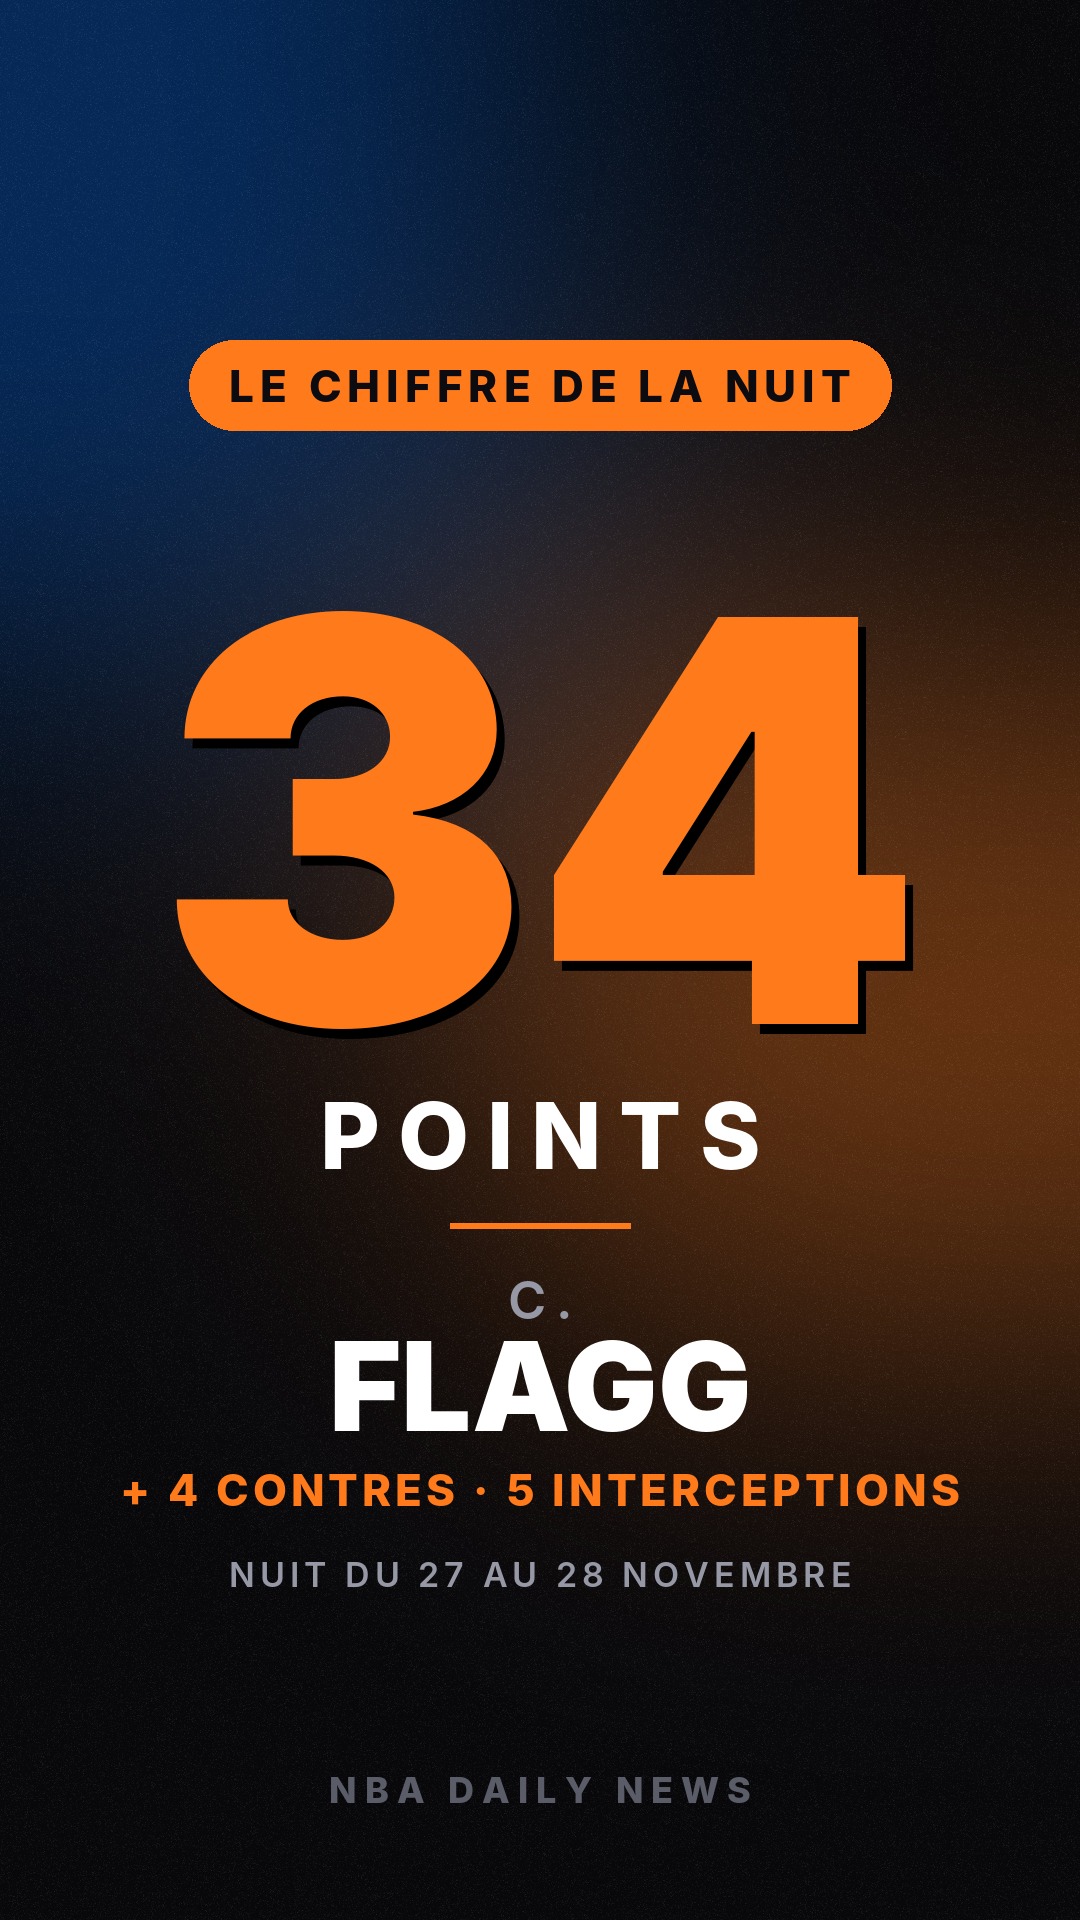 LE CHIFFRE DE LA NUIT
34
POINTS
C.
FLAGG
+ 4 CONTRES · 5 INTERCEPTIONS
NUIT DU 27 AU 28 NOVEMBRE
NBA DAILY NEWS